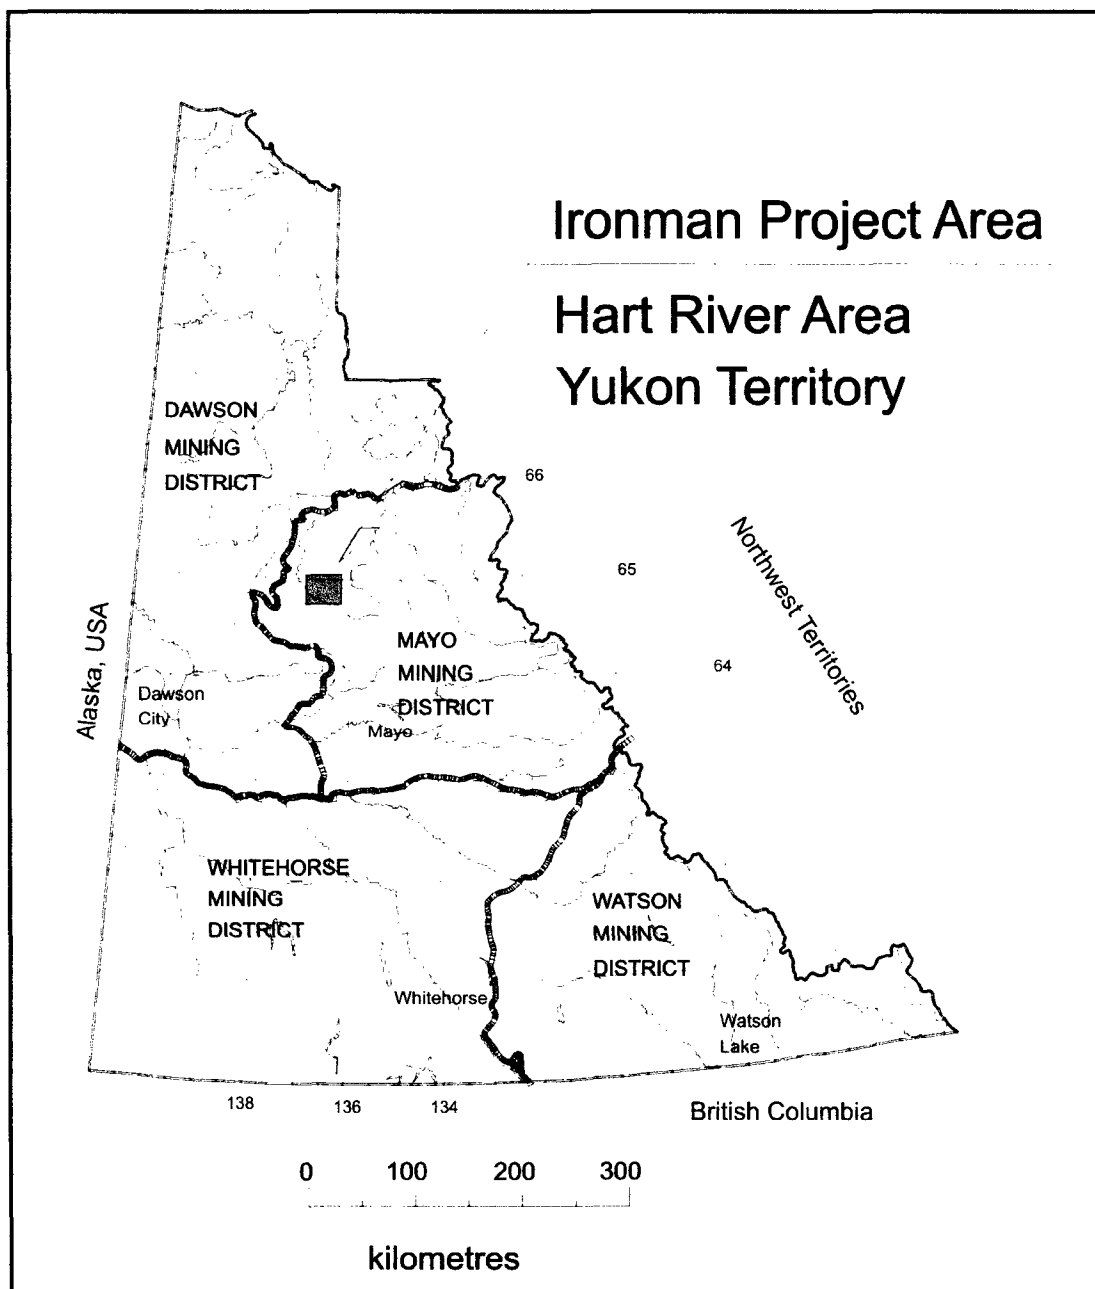 Ironman Project Area
Hart River Area
Yukon Territory
DAWSON
MINING
DISTRICT
66
65
64
Northwest Territories
MAYO
MINING
DISTRICT
Mayo
Alaska, USA
Dawson
City
WHITEHORSE
MINING
DISTRICT
WATSON
MINING
DISTRICT
Whitehorse
Watson
Lake
138
136
134
British Columbia
0 100 200 300
kilometres